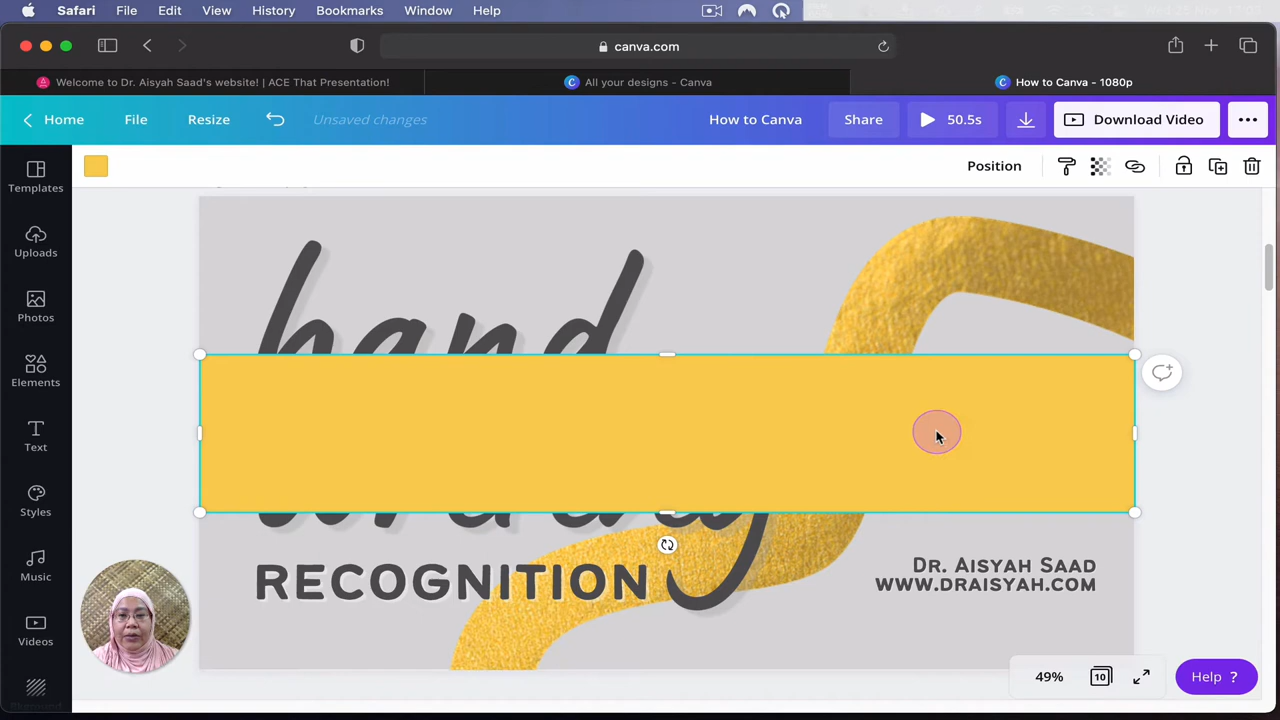 Safari File Edit View History Bookmarks Window Help
canva.com
Welcome to Dr. Aisyah Saad's website! | ACE That Presentation!
All your designs – Canva
How to Canva – 1080p
Home File Resize Unsaved changes How to Canva Share 50.5s Download Video
Position
Templates
Uploads
Photos
Elements
Text
Styles
Music
Videos
hand
RECOGNITION
Dr. Aisyah Saad
www.draisyah.com
49% 10 Help ?